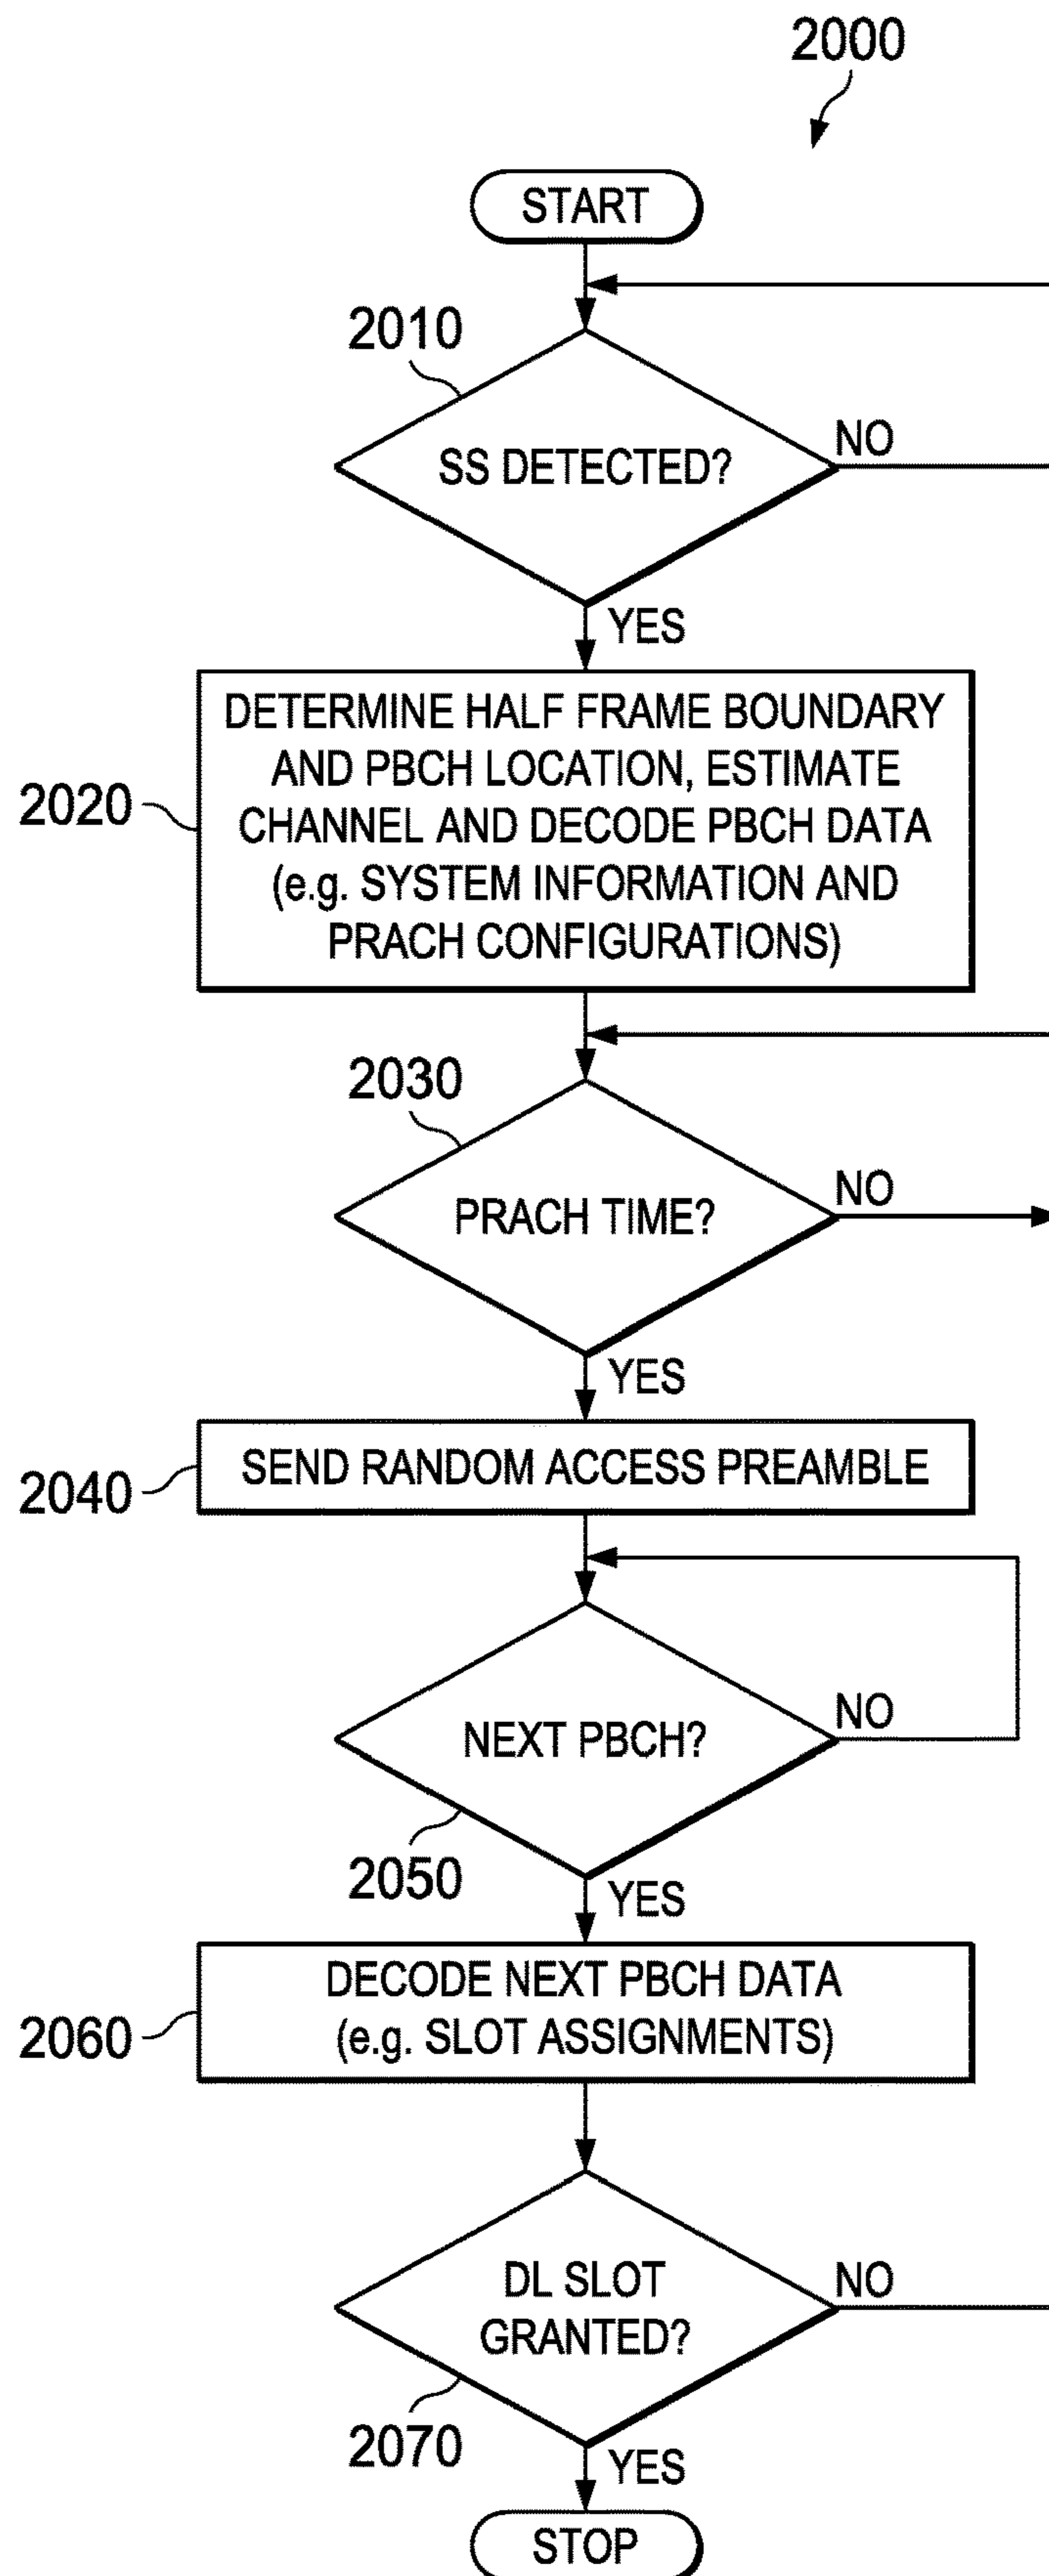 2000
START
2010
SS DETECTED?
NO
YES
2020
DETERMINE HALF FRAME BOUNDARY
AND PBCH LOCATION, ESTIMATE
CHANNEL AND DECODE PBCH DATA
(e.g. SYSTEM INFORMATION AND
PRACH CONFIGURATIONS)
2030
PRACH TIME?
NO
YES
2040
SEND RANDOM ACCESS PREAMBLE
NEXT PBCH?
NO
2050
YES
2060
DECODE NEXT PBCH DATA
(e.g. SLOT ASSIGNMENTS)
DL SLOT
GRANTED?
NO
2070
YES
STOP